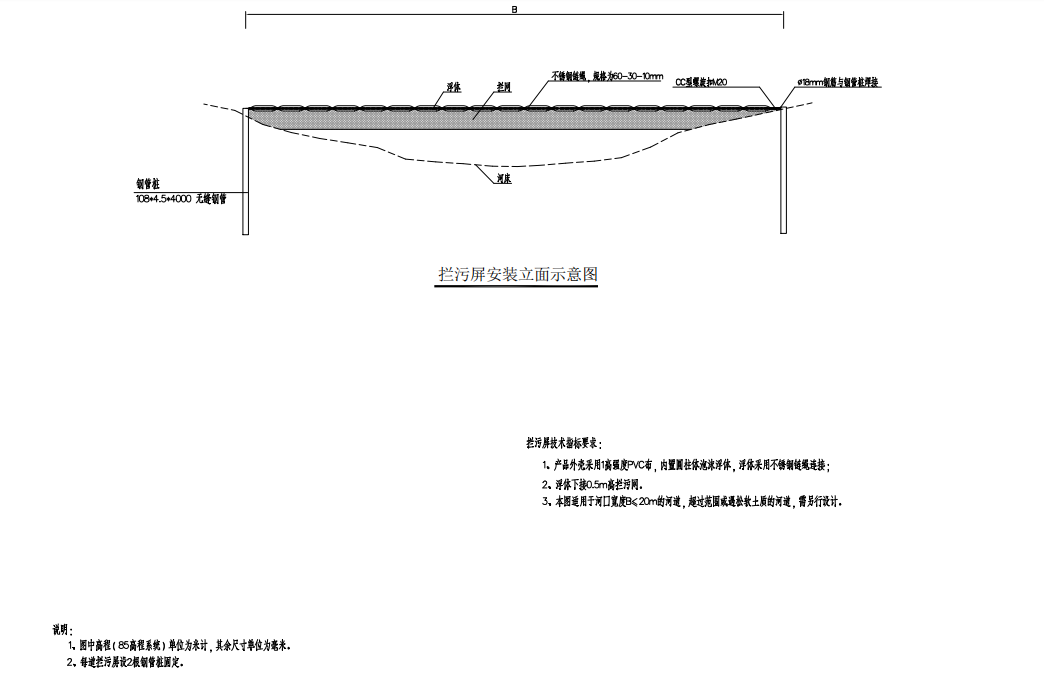 B
不锈钢链绳，规格为60-30-10mm
浮体
拦网
CC型螺旋扣M20
ø18mm钢筋与钢管桩焊接
河床
钢管桩
108*4.5*4000 无缝钢管
拦污屏安装立面示意图
拦污屏技术指标要求：
1、产品外壳采用1高强度PVC布，内置圆柱体泡沫浮体，浮体采用不锈钢链绳连接；
2、浮体下接0.5m高拦污网。
3、本图适用于河口宽度B≤20m的河道，超过范围或遇松软土质的河道，需另行设计。
说明：
1、图中高程（85高程系统）单位为米计，其余尺寸单位为毫米。
2、每道拦污屏设2根钢管桩固定。